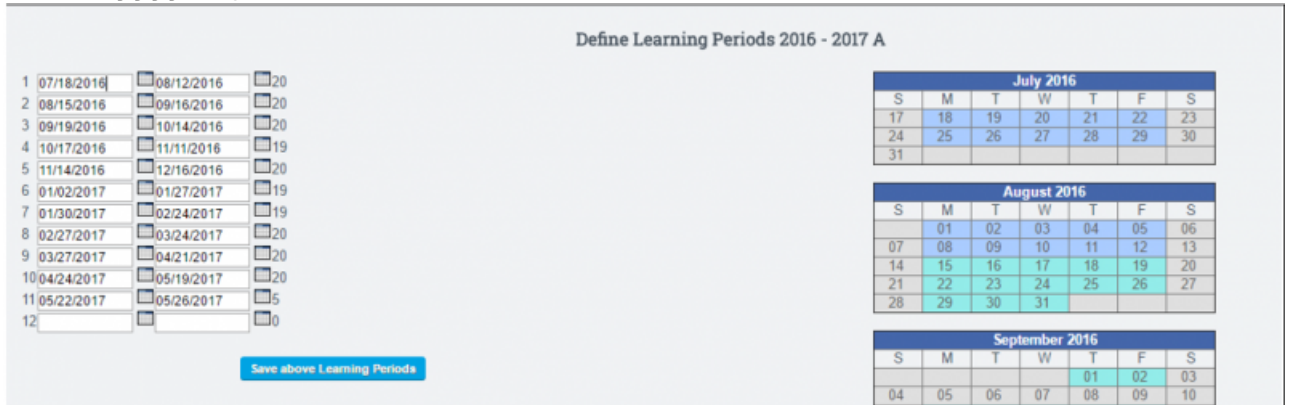 Define Learning Periods 2016 - 2017 A
1 07/18/2016 08/12/2016 20
2 08/15/2016 09/16/2016 20
3 09/19/2016 10/14/2016 20
4 10/17/2016 11/11/2016 19
5 11/14/2016 12/16/2016 20
6 01/02/2017 01/27/2017 19
7 01/30/2017 02/24/2017 19
8 02/27/2017 03/24/2017 20
9 03/27/2017 04/21/2017 20
10 04/24/2017 05/19/2017 20
11 05/22/2017 05/26/2017 5
12 0
Save above Learning Periods
July 2016
S M T W T F S
17 18 19 20 21 22 23
24 25 26 27 28 29 30
31
August 2016
S M T W T F S
01 02 03 04 05 06
07 08 09 10 11 12 13
14 15 16 17 18 19 20
21 22 23 24 25 26 27
28 29 30 31
September 2016
S M T W T F S
01 02 03
04 05 06 07 08 09 10